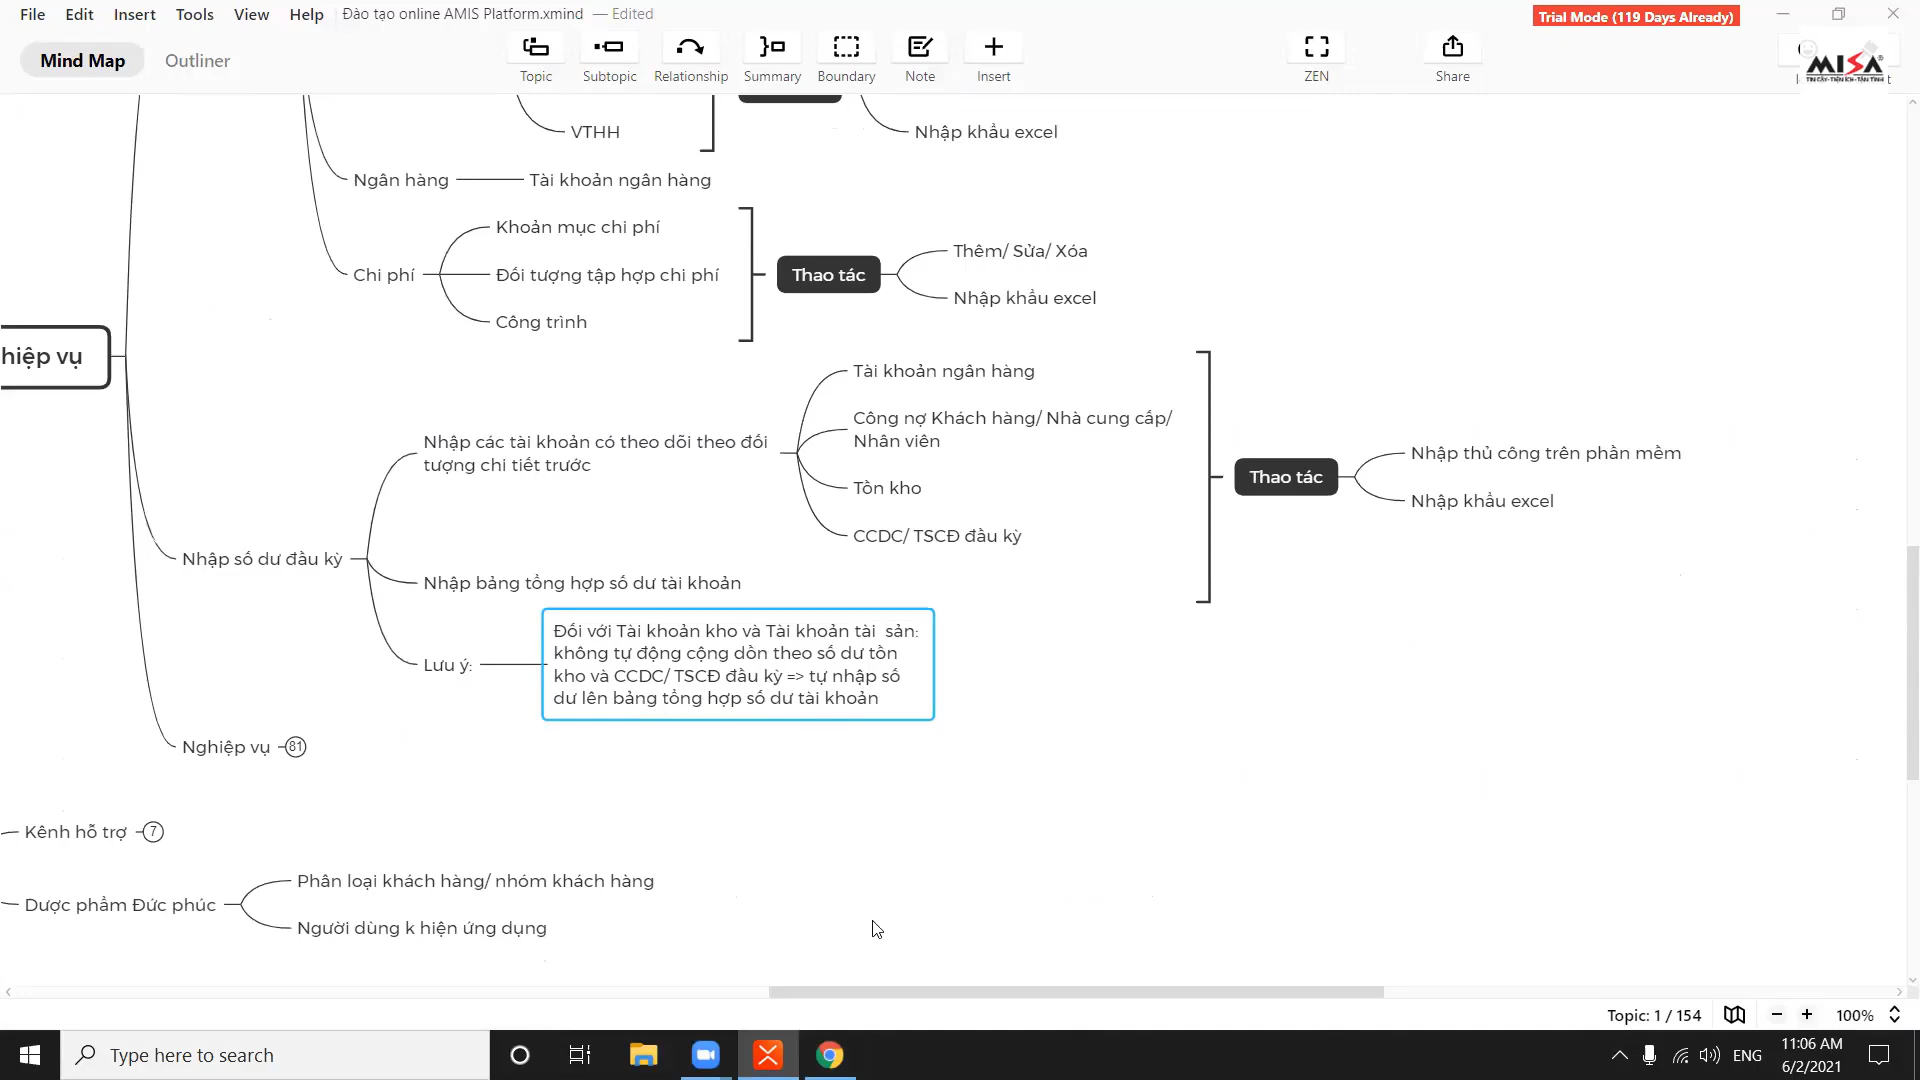 File Edit Insert Tools View Help Đào tạo online AMIS Platform.xmind — Edited
Trial Mode (119 Days Already)
Mind Map Outliner
Topic Subtopic Relationship Summary Boundary Note Insert ZEN Share
MISA
TIN CẬY-TIỆN ÍCH-TẬN TÌNH
VTHH
Nhập khẩu excel
Ngân hàng
Tài khoản ngân hàng
Khoản mục chi phí
Chi phí
Đối tượng tập hợp chi phí
Công trình
Thao tác
Thêm/ Sửa/ Xóa
Nhập khẩu excel
hiệp vụ
Tài khoản ngân hàng
Công nợ Khách hàng/ Nhà cung cấp/
Nhân viên
Nhập các tài khoản có theo dõi theo đối
tượng chi tiết trước
Tồn kho
CCDC/ TSCĐ đầu kỳ
Thao tác
Nhập thủ công trên phần mềm
Nhập khẩu excel
Nhập số dư đầu kỳ
Nhập bảng tổng hợp số dư tài khoản
Lưu ý:
Đối với Tài khoản kho và Tài khoản tài  sản:
không tự động cộng dồn theo số dư tồn
kho và CCDC/ TSCĐ đầu kỳ => tự nhập số
dư lên bảng tổng hợp số dư tài khoản
Nghiệp vụ 81
Kênh hỗ trợ 7
Dược phẩm Đức phúc
Phân loại khách hàng/ nhóm khách hàng
Người dùng k hiện ứng dụng
Topic: 1 / 154
100%
Type here to search
ENG
11:06 AM
6/2/2021